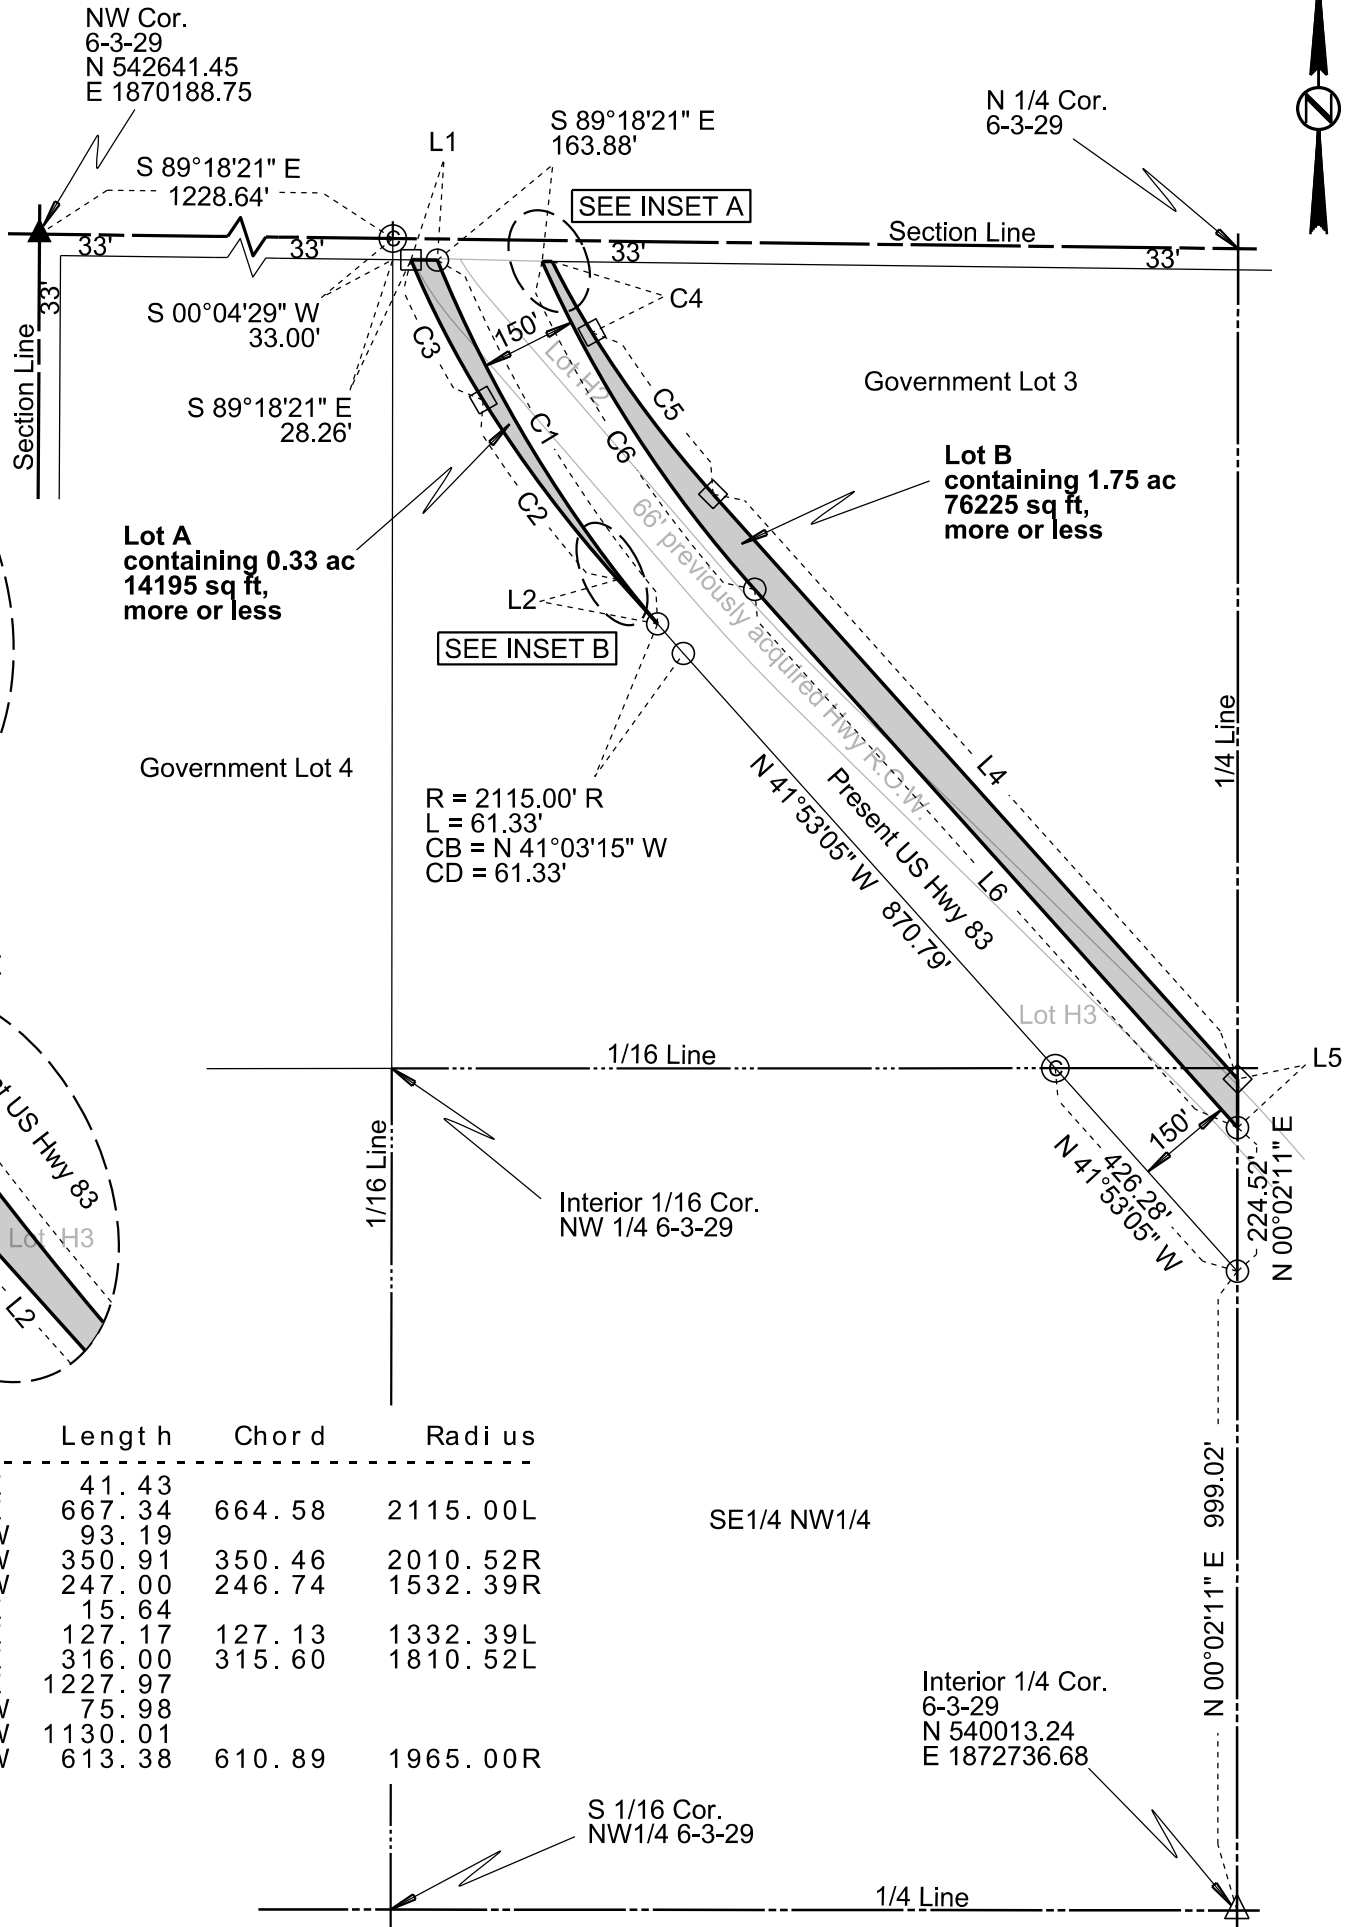 NW Cor.
6-3-29
N 542641.45
E 1870188.75
S 89°18'21" E
1228.64'
L1
S 89°18'21" E
163.88'
SEE INSET A
N 1/4 Cor.
6-3-29
N
Section Line
33'
33'
33'
33'
33'
Section Line
S 00°04'29" W
33.00'
S 89°18'21" E
28.26'
C4
150'
C3
Lot H2
C5
C1
C6
C2
Government Lot 3
Lot A
containing 0.33 ac
14195 sq ft,
more or less
Lot B
containing 1.75 ac
76225 sq ft,
more or less
66' previously acquired Hwy R.O.W.
L2
SEE INSET B
Government Lot 4
R = 2115.00' R
L = 61.33'
CB = N 41°03'15" W
CD = 61.33'
N 41°53'05" W 870.79'
Present US Hwy 83
L4
L6
1/4 Line
Lot H3
1/16 Line
L5
150'
426.28'
N 41°53'05" W
224.52'
N 00°02'11" E
1/16 Line
Interior 1/16 Cor.
NW 1/4 6-3-29
US Hwy 83
Lot H3
L2
Length Chord Radius
41.43
667.34 664.58 2115.00L
93.19
350.91 350.46 2010.52R
247.00 246.74 1532.39R
15.64
127.17 127.13 1332.39L
316.00 315.60 1810.52L
1227.97
75.98
1130.01
613.38 610.89 1965.00R
SE1/4 NW1/4
N 00°02'11" E 999.02'
Interior 1/4 Cor.
6-3-29
N 540013.24
E 1872736.68
S 1/16 Cor.
NW1/4 6-3-29
1/4 Line